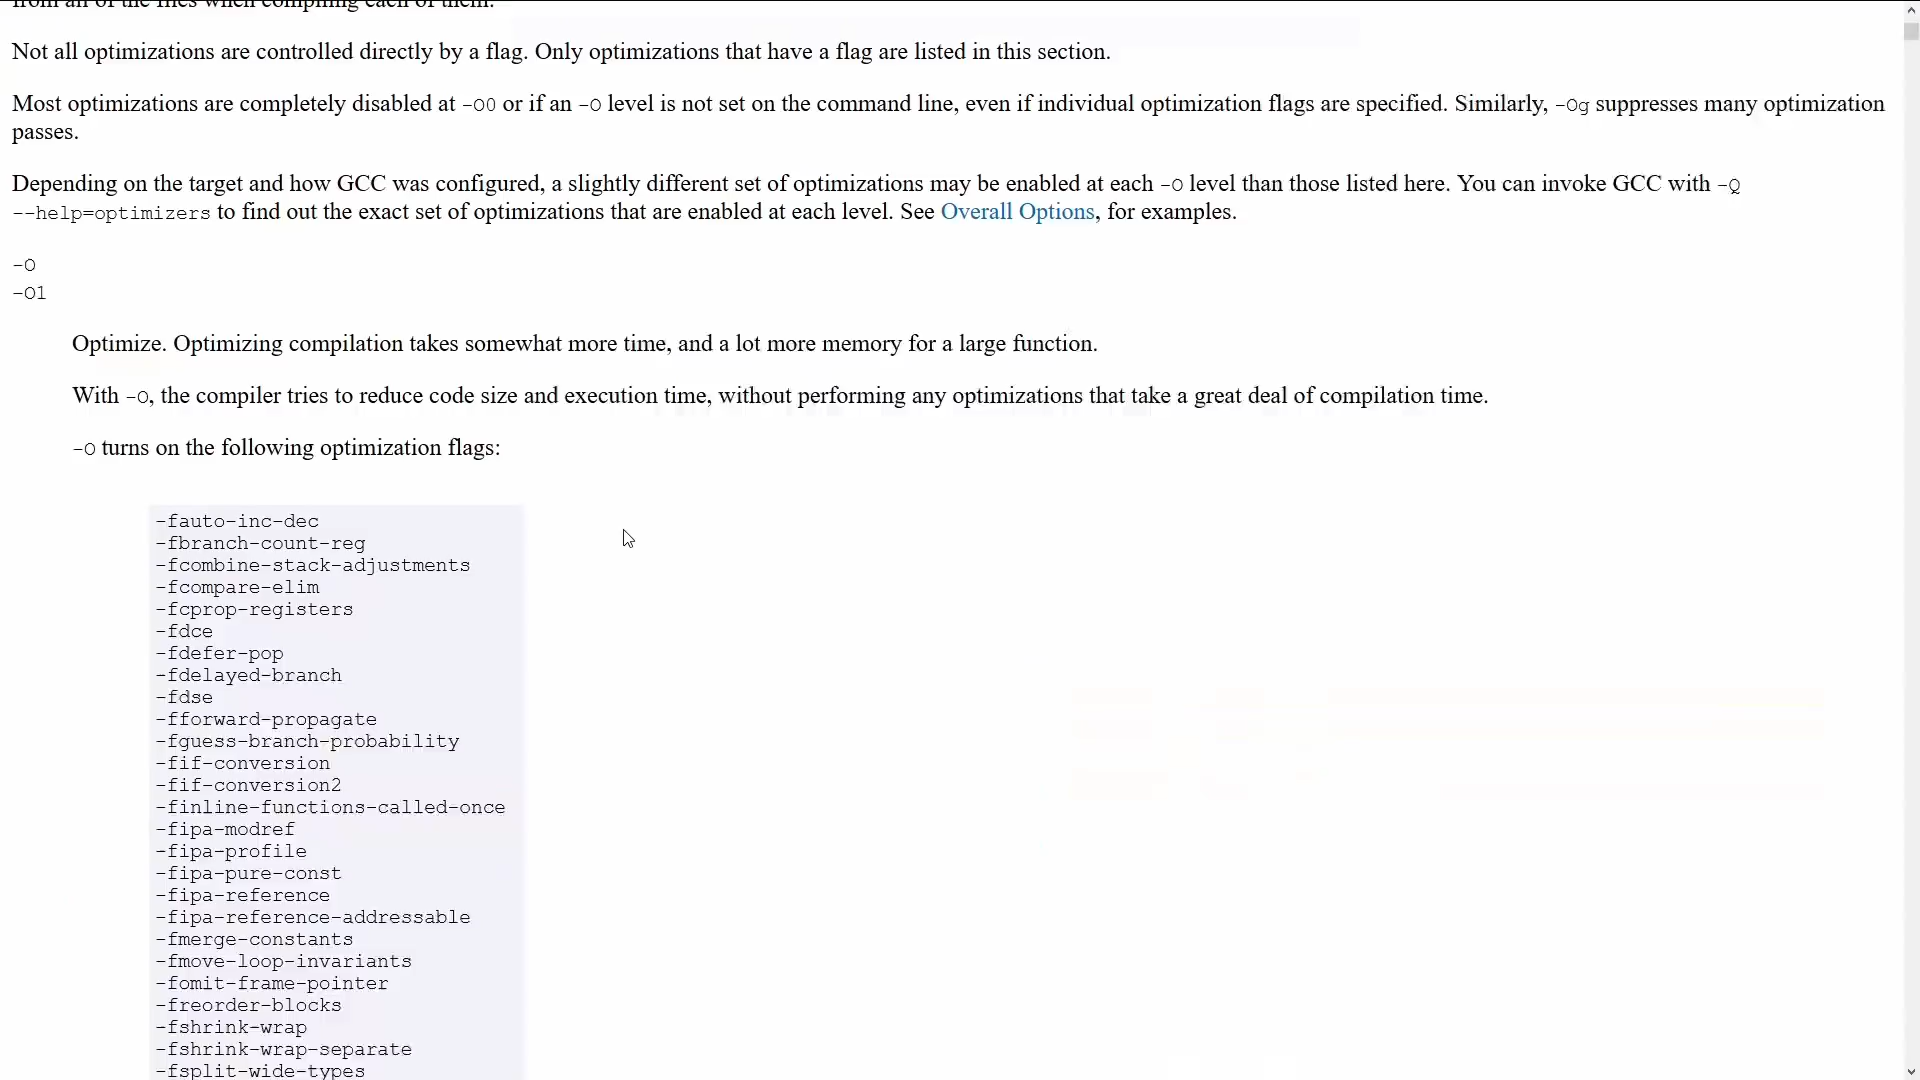 from all of the files when compiling each of them.
Not all optimizations are controlled directly by a flag. Only optimizations that have a flag are listed in this section.
Most optimizations are completely disabled at -O0 or if an -O level is not set on the command line, even if individual optimization flags are specified. Similarly, -Og suppresses many optimization
passes.
Depending on the target and how GCC was configured, a slightly different set of optimizations may be enabled at each -O level than those listed here. You can invoke GCC with -Q
--help=optimizers to find out the exact set of optimizations that are enabled at each level. See Overall Options, for examples.
-O
-O1
Optimize. Optimizing compilation takes somewhat more time, and a lot more memory for a large function.
With -O, the compiler tries to reduce code size and execution time, without performing any optimizations that take a great deal of compilation time.
-O turns on the following optimization flags:
-fauto-inc-dec
-fbranch-count-reg
-fcombine-stack-adjustments
-fcompare-elim
-fcprop-registers
-fdce
-fdefer-pop
-fdelayed-branch
-fdse
-fforward-propagate
-fguess-branch-probability
-fif-conversion
-fif-conversion2
-finline-functions-called-once
-fipa-modref
-fipa-profile
-fipa-pure-const
-fipa-reference
-fipa-reference-addressable
-fmerge-constants
-fmove-loop-invariants
-fomit-frame-pointer
-freorder-blocks
-fshrink-wrap
-fshrink-wrap-separate
-fsplit-wide-types